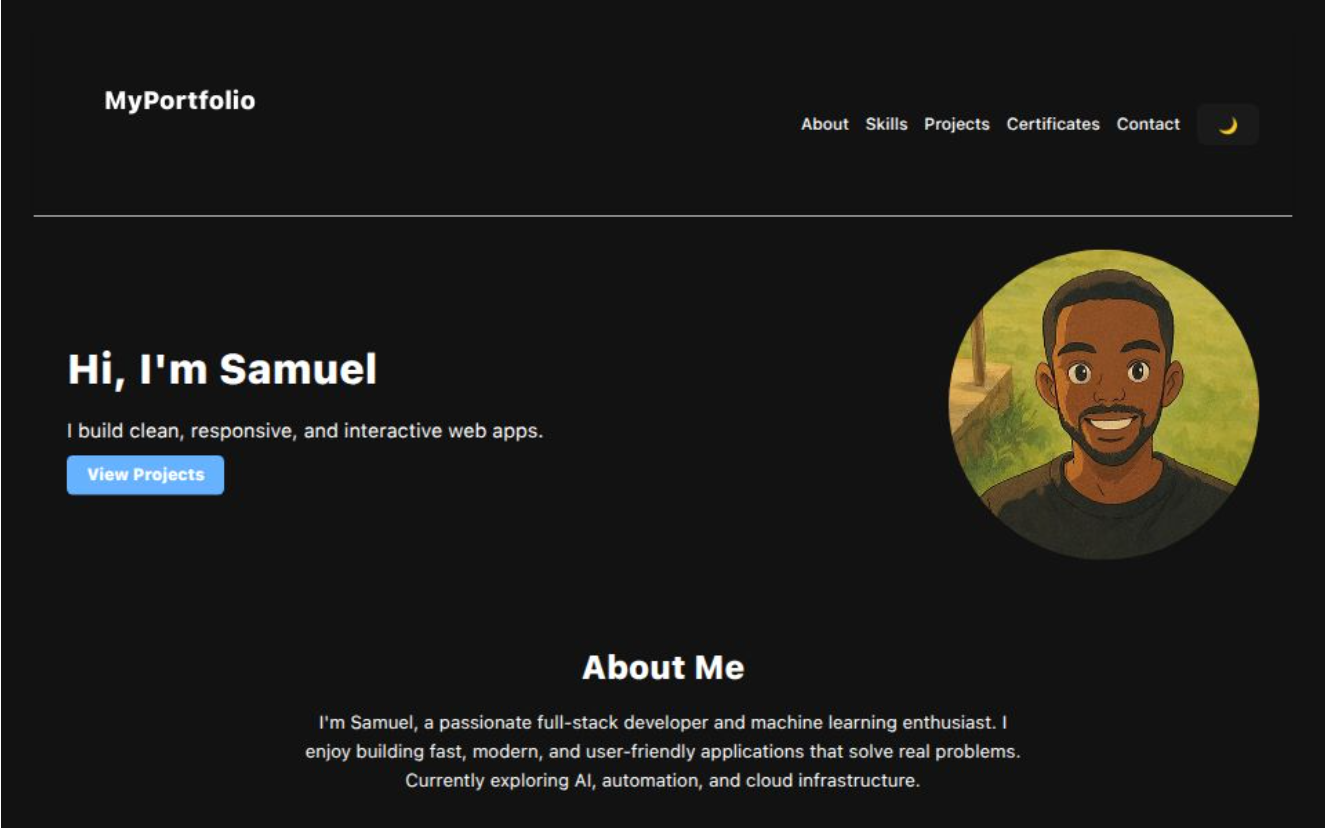 MyPortfolio
About Skills Projects Certificates Contact
Hi, I'm Samuel
I build clean, responsive, and interactive web apps.
View Projects
About Me
I'm Samuel, a passionate full-stack developer and machine learning enthusiast. I
enjoy building fast, modern, and user-friendly applications that solve real problems.
Currently exploring AI, automation, and cloud infrastructure.